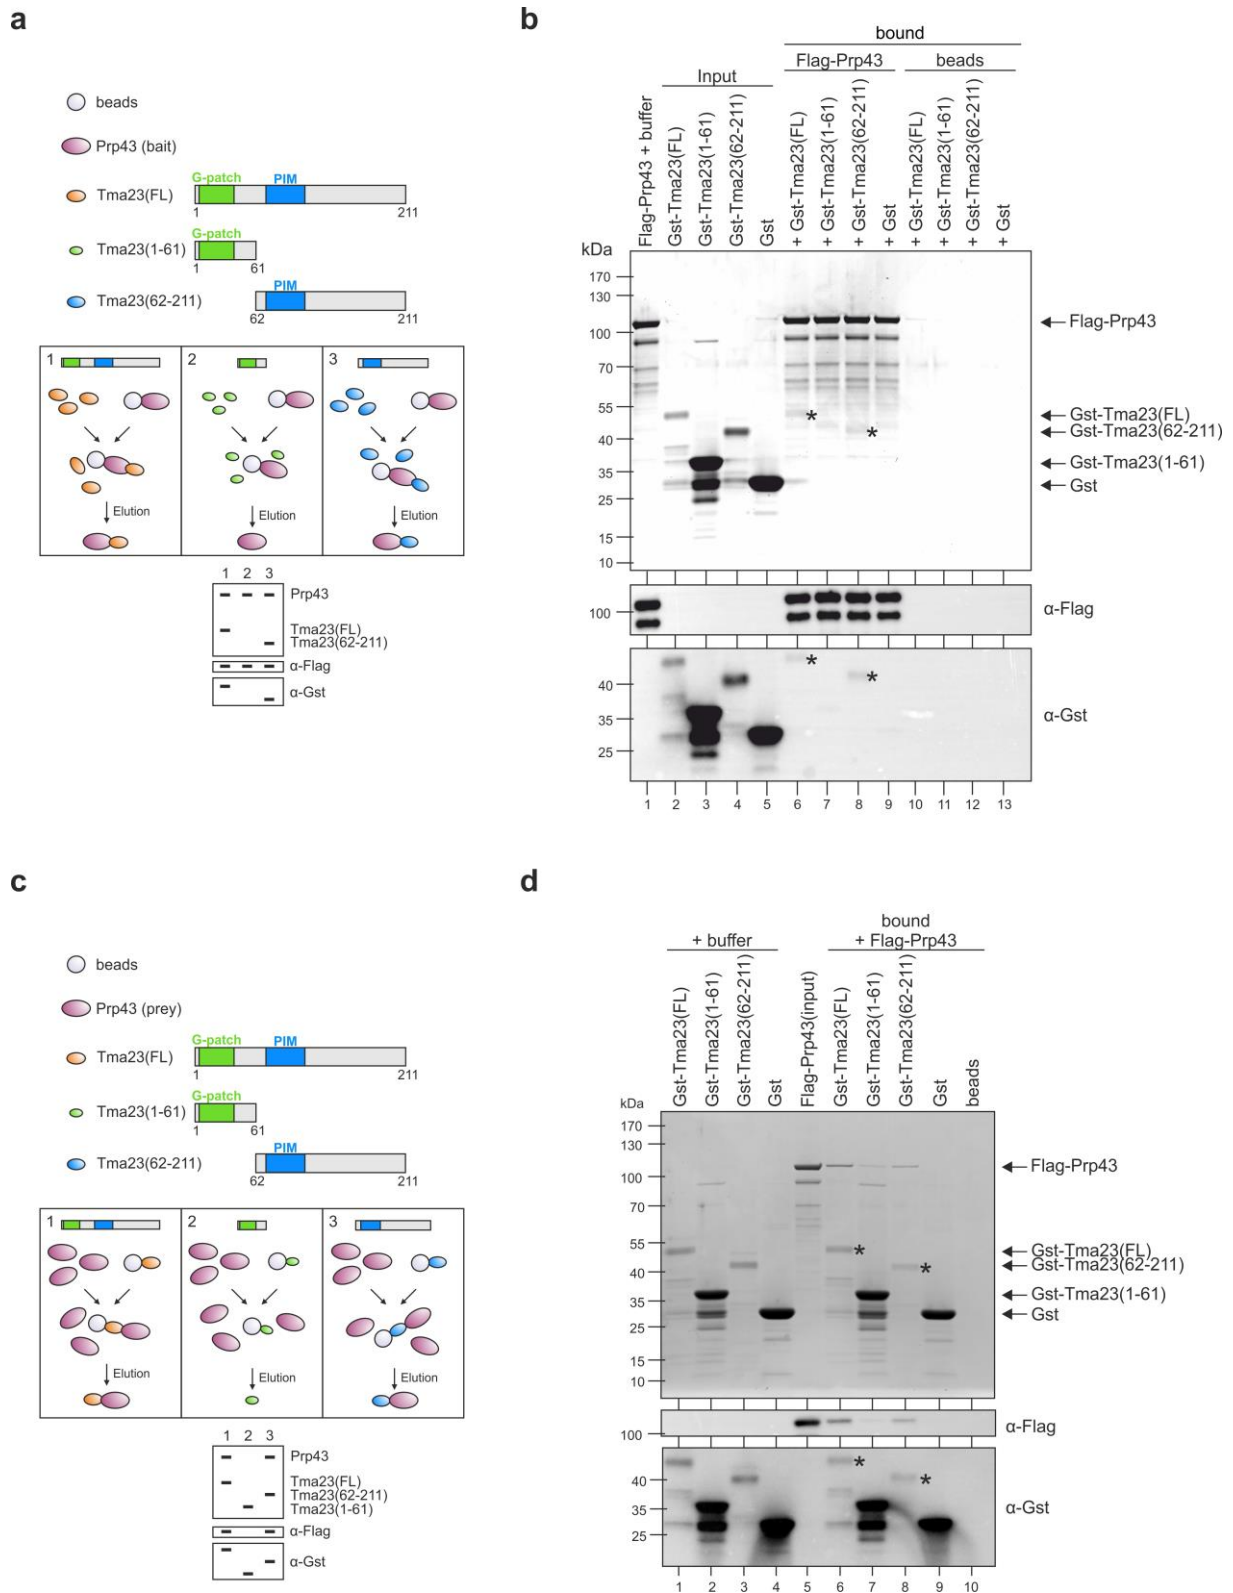 a
beads
Prp43 (bait)
Tma23(FL)
G-patch
PIM
1
211
Tma23(1-61)
G-patch
1
61
Tma23(62-211)
PIM
62
211
1
2
3
Elution
Elution
Elution
1 2 3
Prp43
Tma23(FL)
Tma23(62-211)
α-Flag
α-Gst
b
bound
Input
Flag-Prp43
beads
Flag-Prp43 + buffer
Gst-Tma23(FL)
Gst-Tma23(1-61)
Gst-Tma23(62-211)
Gst
+ Gst-Tma23(FL)
+ Gst-Tma23(1-61)
+ Gst-Tma23(62-211)
+ Gst
+ Gst-Tma23(FL)
+ Gst-Tma23(1-61)
+ Gst-Tma23(62-211)
+ Gst
kDa
170
130
100
70
55
40
35
25
15
10
Flag-Prp43
Gst-Tma23(FL)
Gst-Tma23(62-211)
Gst-Tma23(1-61)
Gst
*
*
100
α-Flag
40
35
25
*
*
α-Gst
1 2 3 4 5 6 7 8 9 10 11 12 13
c
beads
Prp43 (prey)
Tma23(FL)
G-patch
PIM
1
211
Tma23(1-61)
G-patch
1
61
Tma23(62-211)
PIM
62
211
1
2
3
Elution
Elution
Elution
1 2 3
Prp43
Tma23(FL)
Tma23(62-211)
Tma23(1-61)
α-Flag
α-Gst
d
bound
+ buffer
+ Flag-Prp43
Gst-Tma23(FL)
Gst-Tma23(1-61)
Gst-Tma23(62-211)
Gst
Flag-Prp43(input)
Gst-Tma23(FL)
Gst-Tma23(1-61)
Gst-Tma23(62-211)
Gst
beads
kDa
170
130
100
70
55
40
35
25
15
10
Flag-Prp43
Gst-Tma23(FL)
Gst-Tma23(62-211)
Gst-Tma23(1-61)
Gst
*
*
100
α-Flag
40
35
25
*
*
α-Gst
1 2 3 4 5 6 7 8 9 10